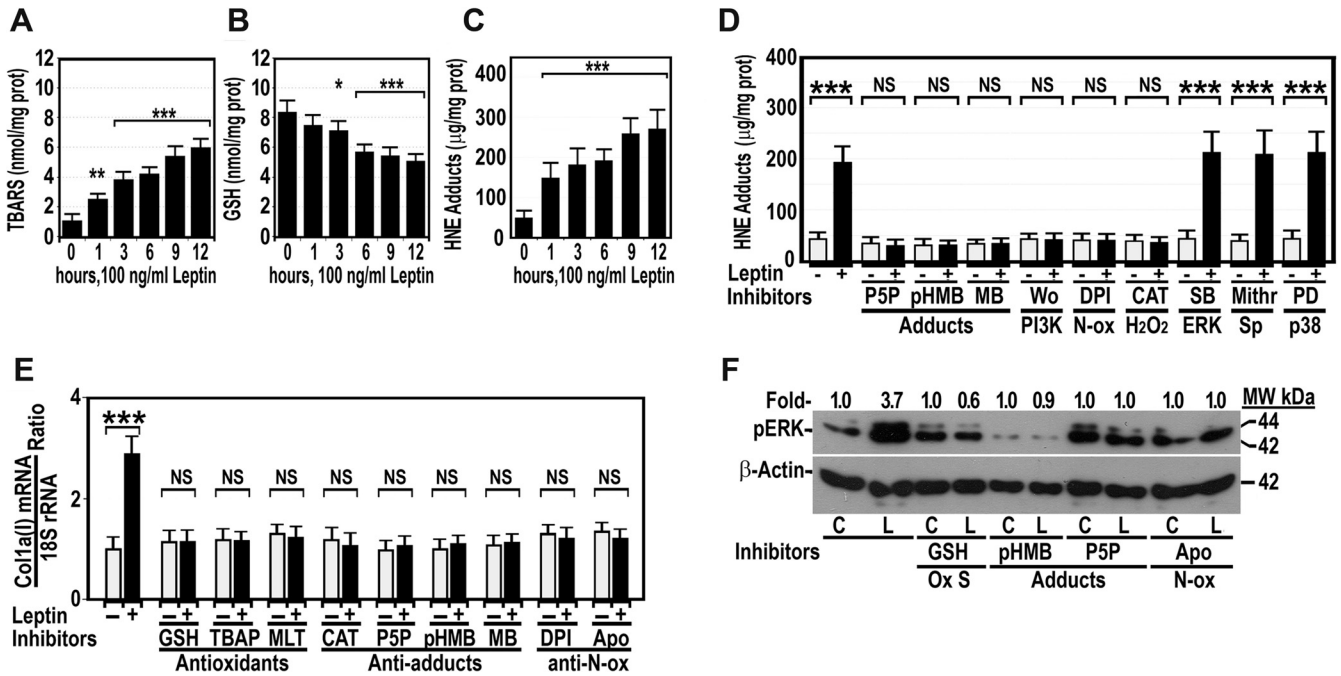 A
TBARS (nmol/mg prot)
12
10
8
6
4
2
0
**
***
0 1 3 6 9 12
hours,100 ng/ml Leptin
B
GSH (nmol/mg prot)
12
10
8
6
4
2
0
*
***
0 1 3 6 9 12
hours, 100 ng/ml Leptin
C
HNE Adducts (μg/mg prot)
400
300
200
100
0
***
0 1 3 6 9 12
hours,100 ng/ml Leptin
D
HNE Adducts (μg/mg prot)
400
300
200
100
0
*** NS NS NS NS NS NS *** *** ***
Leptin - + - + - + - + - + - + - + - + - + - +
Inhibitors P5P pHMB MB Wo DPI CAT SB Mithr PD
Adducts PI3K N-ox H2O2 ERK Sp p38
E
Col1a(I) mRNA
18S rRNA
Ratio
4
2
0
*** NS NS NS NS NS NS NS NS NS
Leptin – + – + – + – + – + – + – + – + – + – +
Inhibitors GSH TBAP MLT CAT P5P pHMB MB DPI Apo
Antioxidants Anti-adducts anti-N-ox
F
Fold- 1.0 3.7 1.0 0.6 1.0 0.9 1.0 1.0 1.0 1.0 MW kDa
pERK- 44
42
β-Actin- 42
C L C L C L C L C L
Inhibitors GSH pHMB P5P Apo
Ox S Adducts N-ox